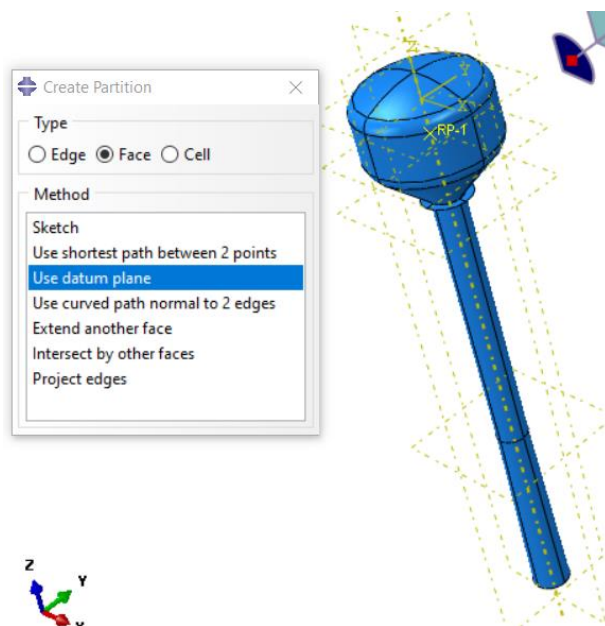 Create Partition
Type
Edge Face Cell
Method
Sketch
Use shortest path between 2 points
Use datum plane
Use curved path normal to 2 edges
Extend another face
Intersect by other faces
Project edges
Z
Y
X
RP-1
Z
Y
X